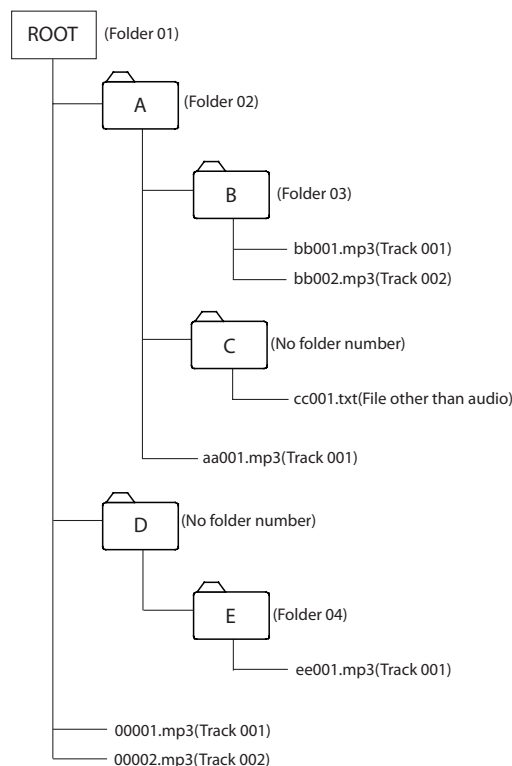 ROOT (Folder 01)
A (Folder 02)
B (Folder 03)
bb001.mp3(Track 001)
bb002.mp3(Track 002)
C (No folder number)
cc001.txt(File other than audio)
aa001.mp3(Track 001)
D (No folder number)
E (Folder 04)
ee001.mp3(Track 001)
00001.mp3(Track 001)
00002.mp3(Track 002)